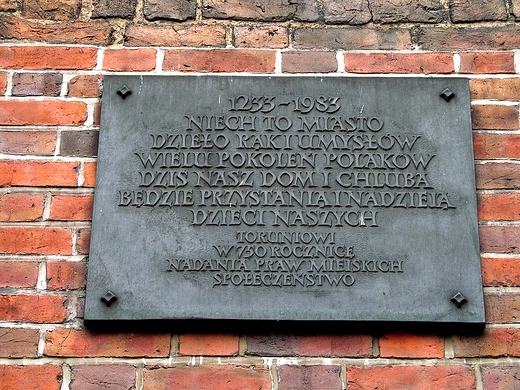 1233-1983
NIECH TO MIASTO
DZIEŁO RĄK I UMYSŁÓW
WIELU POKOLEŃ POLAKÓW
DZIŚ NASZ DOM I CHLUBA
BĘDZIE PRZYSTANIĄ I NADZIEJĄ
DZIECI NASZYCH
TORUNIOWI
W 750 ROCZNICĘ
NADANIA PRAW MIEJSKICH
SPOŁECZEŃSTWO